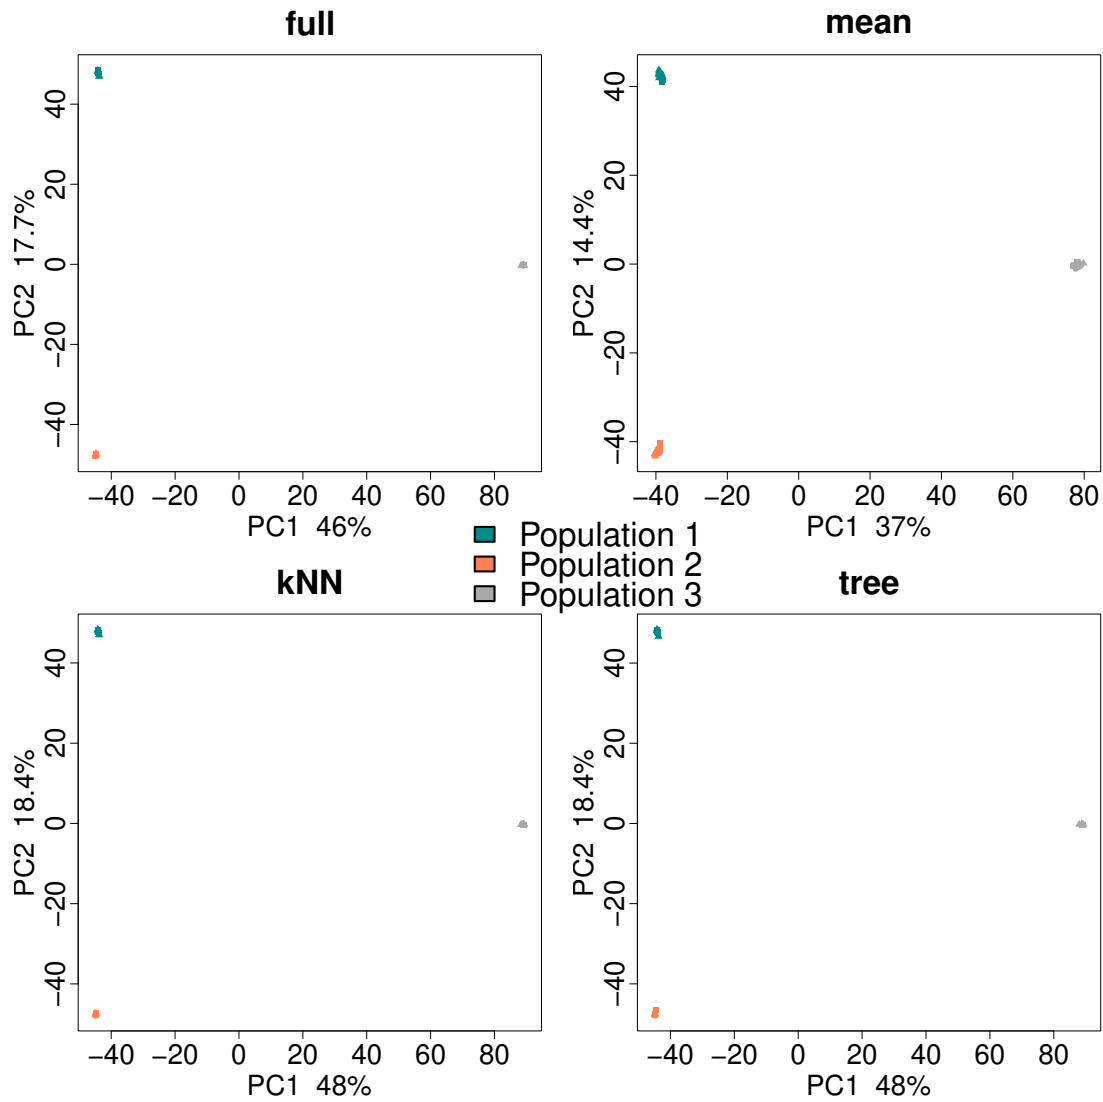 full
40
20
0
−20
−40
PC2 17.7%
−40 −20 0 20 40 60 80
PC1 46%
mean
40
20
0
−20
−40
PC2 14.4%
−40 −20 0 20 40 60 80
PC1 37%
Population 1
Population 2
Population 3
kNN
40
20
0
−20
−40
PC2 18.4%
−40 −20 0 20 40 60 80
PC1 48%
tree
40
20
0
−20
−40
PC2 18.4%
−40 −20 0 20 40 60 80
PC1 48%